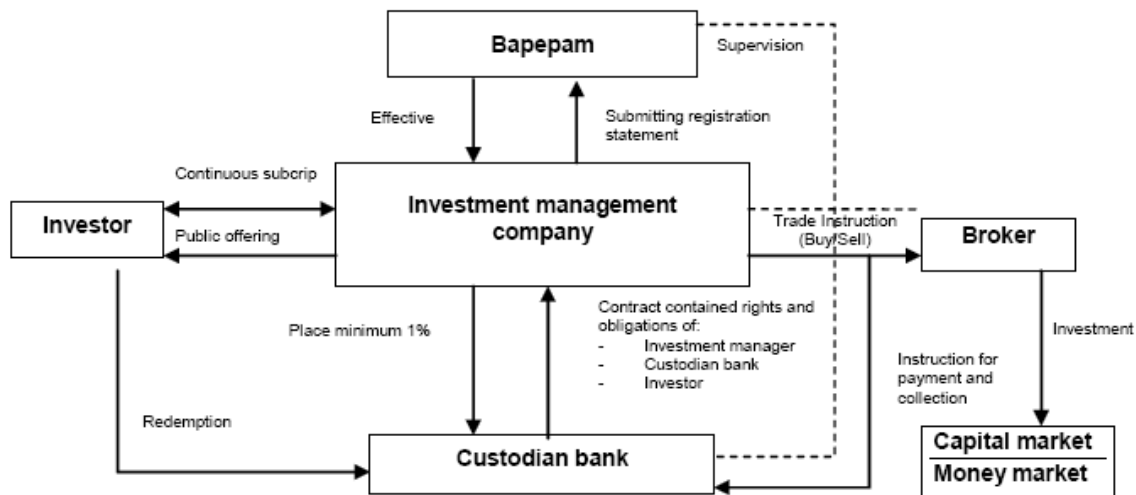 Bapepam
Supervision
Effective
Submitting registration
statement
Continuous subcrip
Investment management
company
Investor
Public offering
Trade Instruction
(Buy/Sell)
Broker
Place minimum 1%
Contract contained rights and
obligations of:
- Investment manager
- Custodian bank
- Investor
Investment
Instruction for
payment and
collection
Redemption
Custodian bank
Capital market
Money market